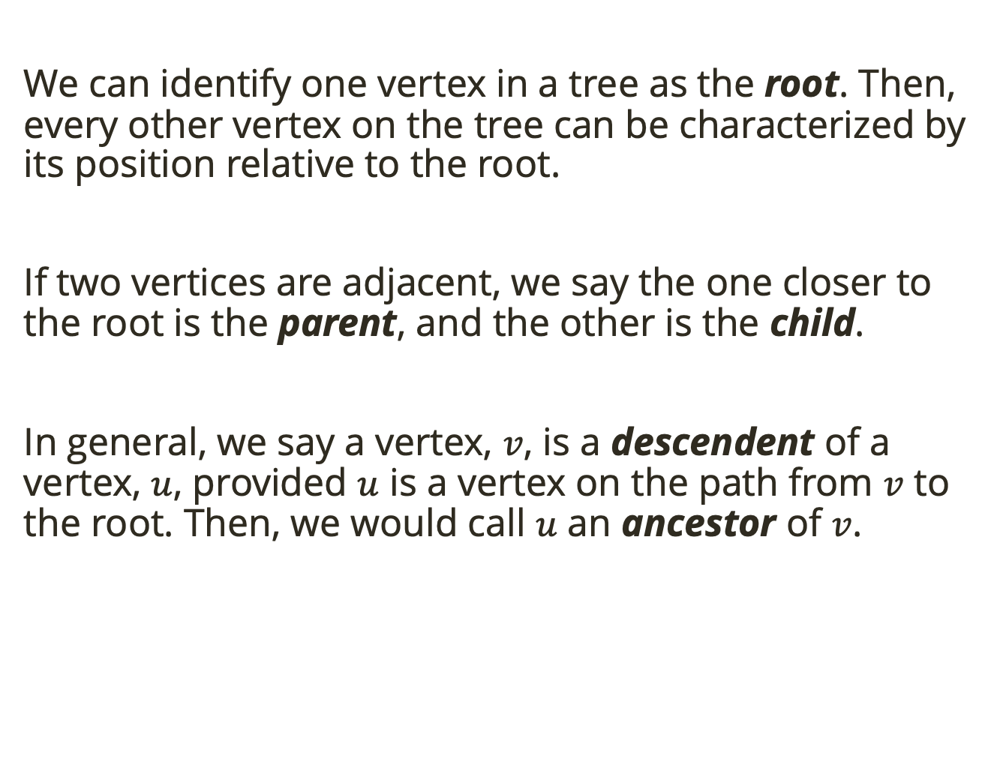 We can identify one vertex in a tree as the root. Then,
every other vertex on the tree can be characterized by
its position relative to the root.
If two vertices are adjacent, we say the one closer to
the root is the parent, and the other is the child.
In general, we say a vertex, 𝑣, is a descendent of a
vertex, 𝑢, provided 𝑢 is a vertex on the path from 𝑣 to
the root. Then, we would call 𝑢 an ancestor of 𝑣.